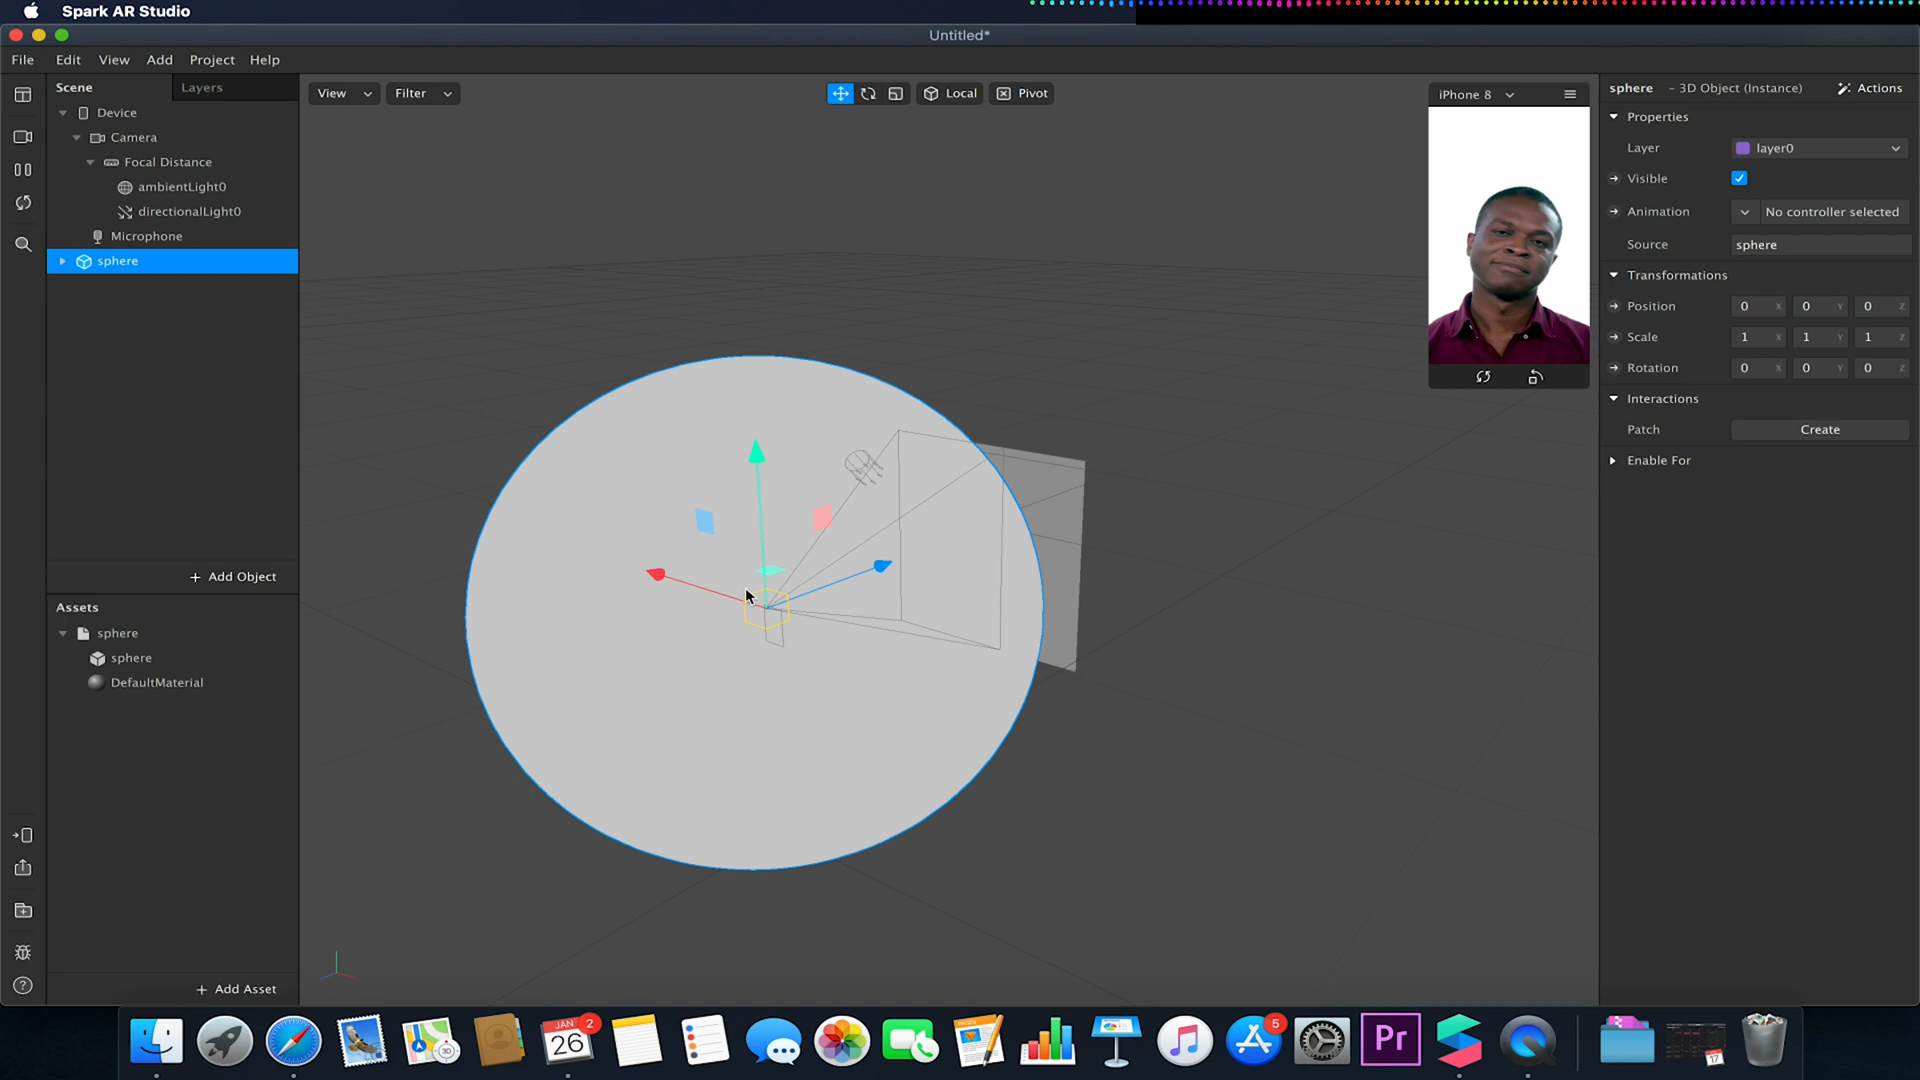 Spark AR Studio
Untitled*
File Edit View Add Project Help
Scene Layers
Device
Camera
Focal Distance
ambientLight0
directionalLight0
Microphone
sphere
+ Add Object
Assets
sphere
sphere
DefaultMaterial
+ Add Asset
View Filter
Local Pivot
iPhone 8
sphere - 3D Object (Instance) Actions
Properties
Layer layer0
Visible
Animation No controller selected
Source sphere
Transformations
Position 0 X 0 Y 0 Z
Scale 1 X 1 Y 1 Z
Rotation 0 X 0 Y 0 Z
Interactions
Patch Create
Enable For
JAN 2
26
5
Pr
17